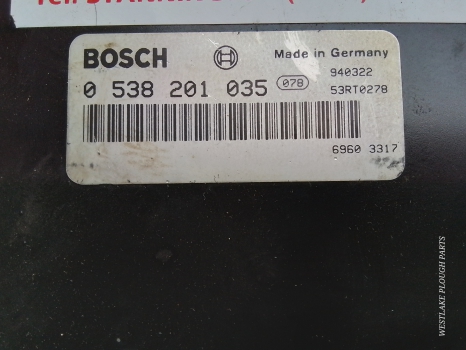 BOSCH Made in Germany
940322
0 538 201 035 078 53RT0278
6960 3317
WESTLAKE PLOUGH PARTS